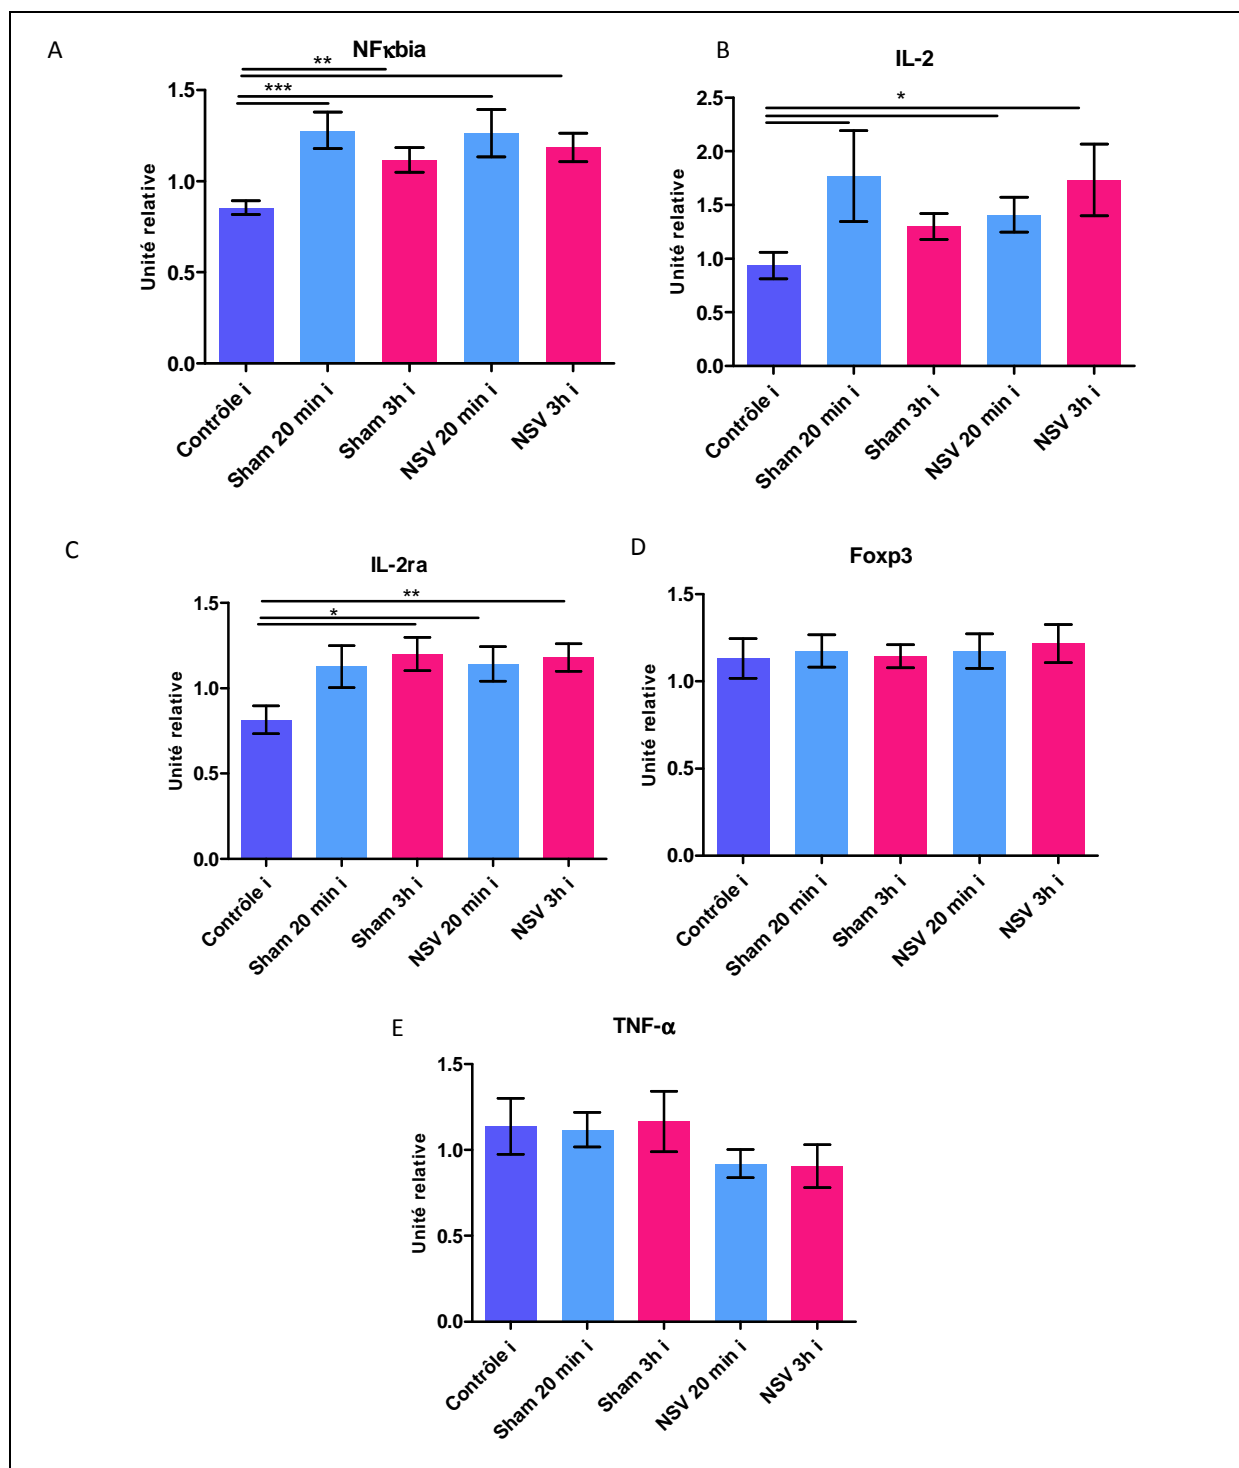 A
NFκbia
**
***
Unité relative
1.5
1.0
0.5
0.0
Contrôle i
Sham 20 min i
Sham 3h i
NSV 20 min i
NSV 3h i
B
IL-2
*
Unité relative
2.5
2.0
1.5
1.0
0.5
0.0
Contrôle i
Sham 20 min i
Sham 3h i
NSV 20 min i
NSV 3h i
C
IL-2ra
**
*
Unité relative
1.5
1.0
0.5
0.0
Contrôle i
Sham 20 min i
Sham 3h i
NSV 20 min i
NSV 3h i
D
Foxp3
Unité relative
1.5
1.0
0.5
0.0
Contrôle i
Sham 20 min i
Sham 3h i
NSV 20 min i
NSV 3h i
E
TNF-α
Unité relative
1.5
1.0
0.5
0.0
Contrôle i
Sham 20 min i
Sham 3h i
NSV 20 min i
NSV 3h i